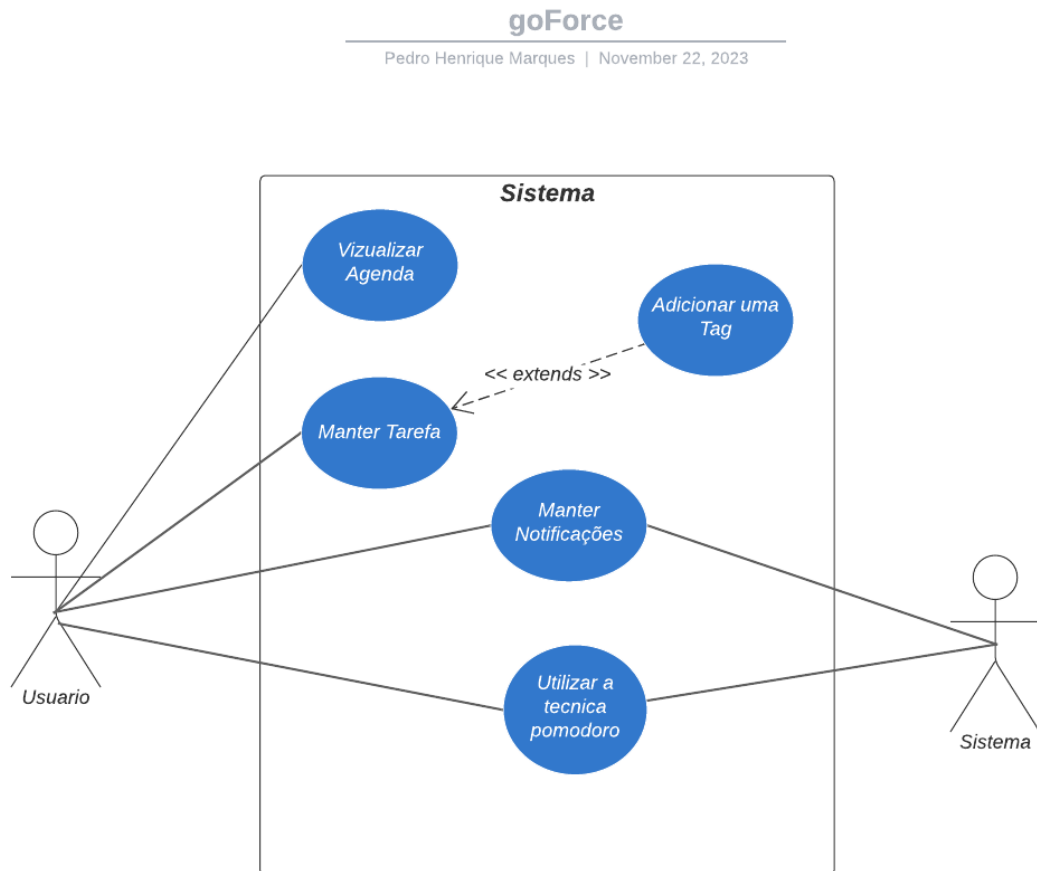 goForce
Pedro Henrique Marques | November 22, 2023
Sistema
Vizualizar
Agenda
Adicionar uma
Tag
<< extends >>
Manter Tarefa
Manter
Notificações
Utilizar a
tecnica
pomodoro
Usuario
Sistema